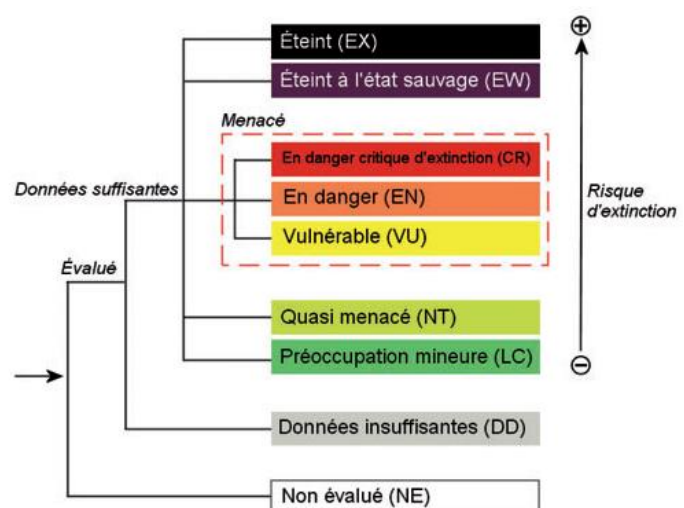 Éteint (EX)
Éteint à l'état sauvage (EW)
Menacé
En danger critique d'extinction (CR)
Données suffisantes
En danger (EN)
Risque
d'extinction
Vulnérable (VU)
Évalué
Quasi menacé (NT)
Préoccupation mineure (LC)
Données insuffisantes (DD)
Non évalué (NE)